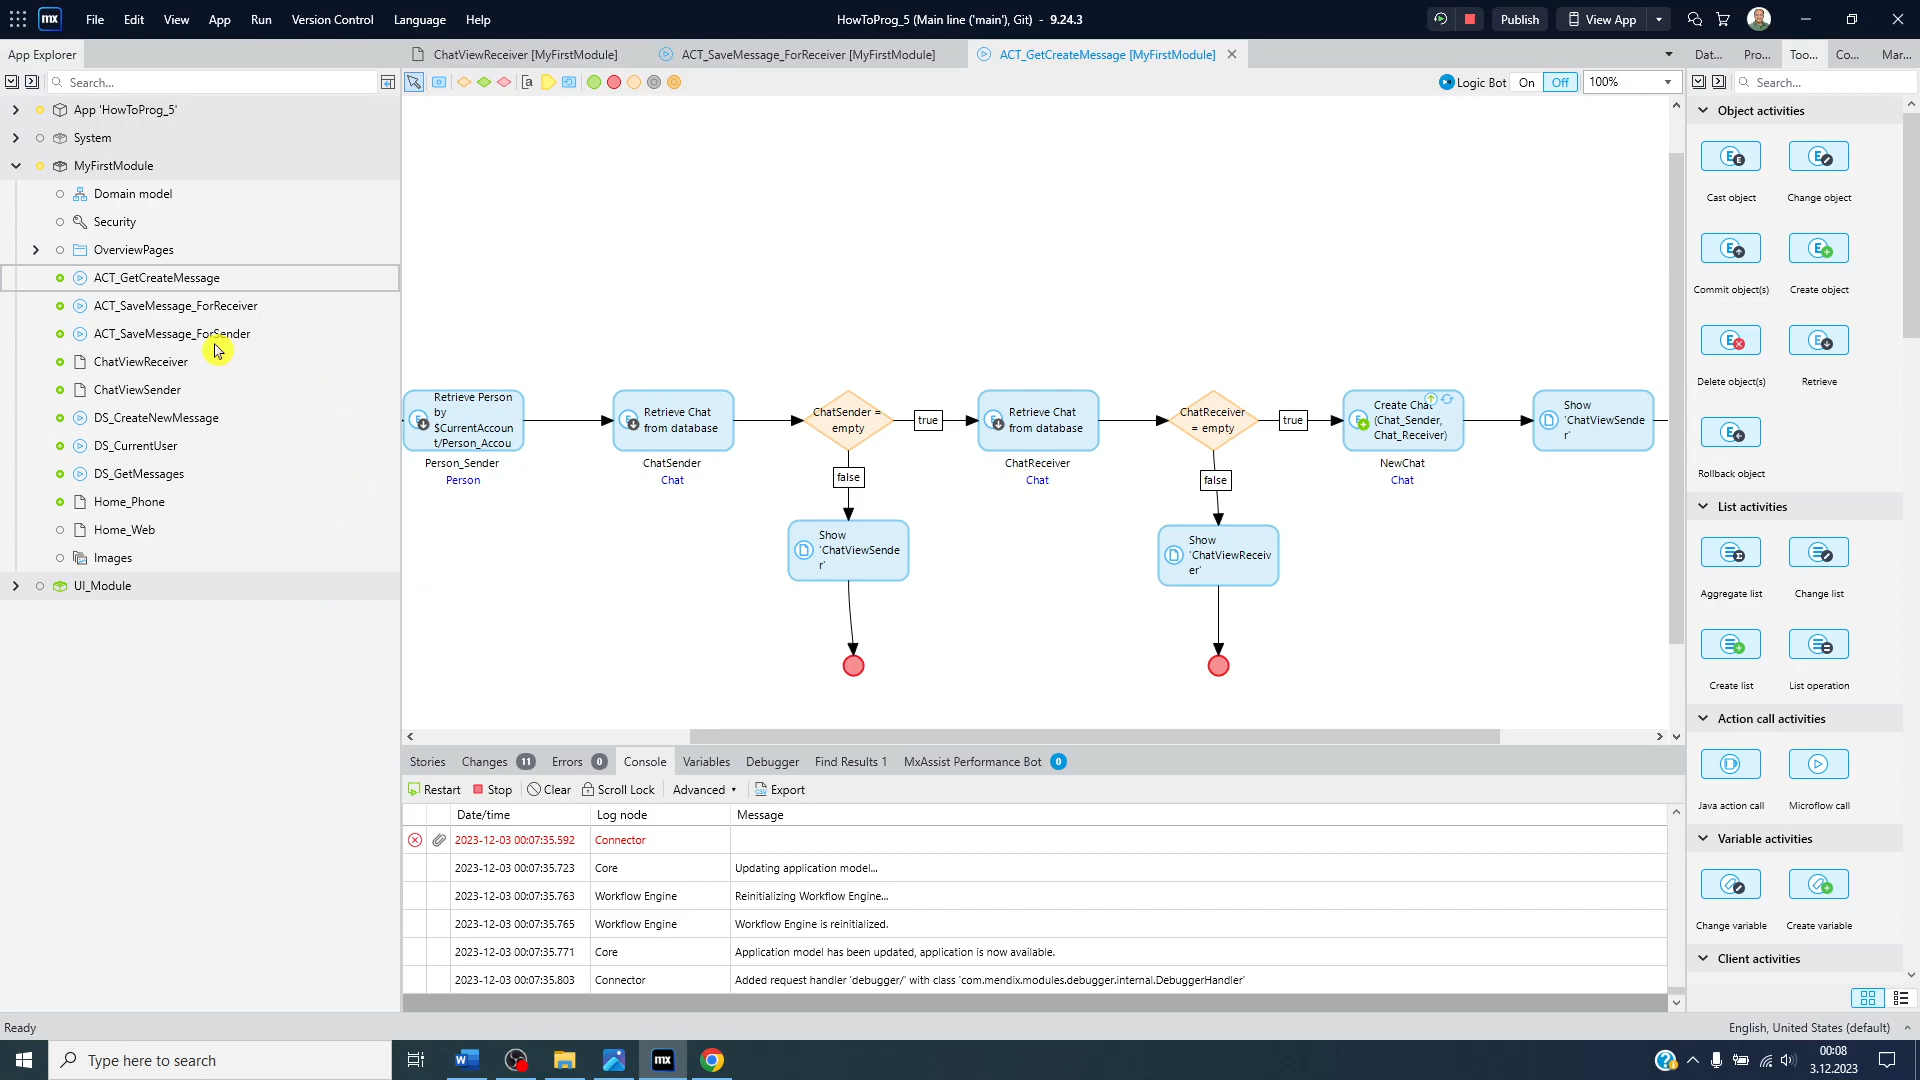 mx File Edit View App Run Version Control Language Help HowToProg_5 (Main line ('main'), Git) - 9.24.3 Publish View App
App Explorer ChatViewReceiver [MyFirstModule] ACT_SaveMessage_ForReceiver [MyFirstModule] ACT_GetCreateMessage [MyFirstModule] Dat... Pro... Too... Co... Mar...
Search... Logic Bot On Off 100% Search...
App 'HowToProg_5'
System
MyFirstModule
Domain model
Security
OverviewPages
ACT_GetCreateMessage
ACT_SaveMessage_ForReceiver
ACT_SaveMessage_ForSender
ChatViewReceiver
ChatViewSender
DS_CreateNewMessage
DS_CurrentUser
DS_GetMessages
Home_Phone
Home_Web
Images
UI_Module
Retrieve Person
by
$CurrentAccou
nt/Person_Accou
Person_Sender
Person
Retrieve Chat
from database
ChatSender
Chat
ChatSender =
empty
true
false
Show
'ChatViewSende
r'
Retrieve Chat
from database
ChatReceiver
Chat
ChatReceiver
= empty
true
false
Show
'ChatViewReceiv
er'
Create Chat
(Chat_Sender,
Chat_Receiver)
NewChat
Chat
Show
'ChatViewSende
r'
Object activities
Cast object Change object
Commit object(s) Create object
Delete object(s) Retrieve
Rollback object
List activities
Aggregate list Change list
Create list List operation
Action call activities
Java action call Microflow call
Variable activities
Change variable Create variable
Client activities
Stories Changes 11 Errors 0 Console Variables Debugger Find Results 1 MxAssist Performance Bot 0
Restart Stop Clear Scroll Lock Advanced Export
Date/time Log node Message
2023-12-03 00:07:35.592 Connector
2023-12-03 00:07:35.723 Core Updating application model...
2023-12-03 00:07:35.763 Workflow Engine Reinitializing Workflow Engine...
2023-12-03 00:07:35.765 Workflow Engine Workflow Engine is reinitialized.
2023-12-03 00:07:35.771 Core Application model has been updated, application is now available.
2023-12-03 00:07:35.803 Connector Added request handler 'debugger/' with class 'com.mendix.modules.debugger.internal.DebuggerHandler'
Ready English, United States (default)
Type here to search mx 00:08
3.12.2023